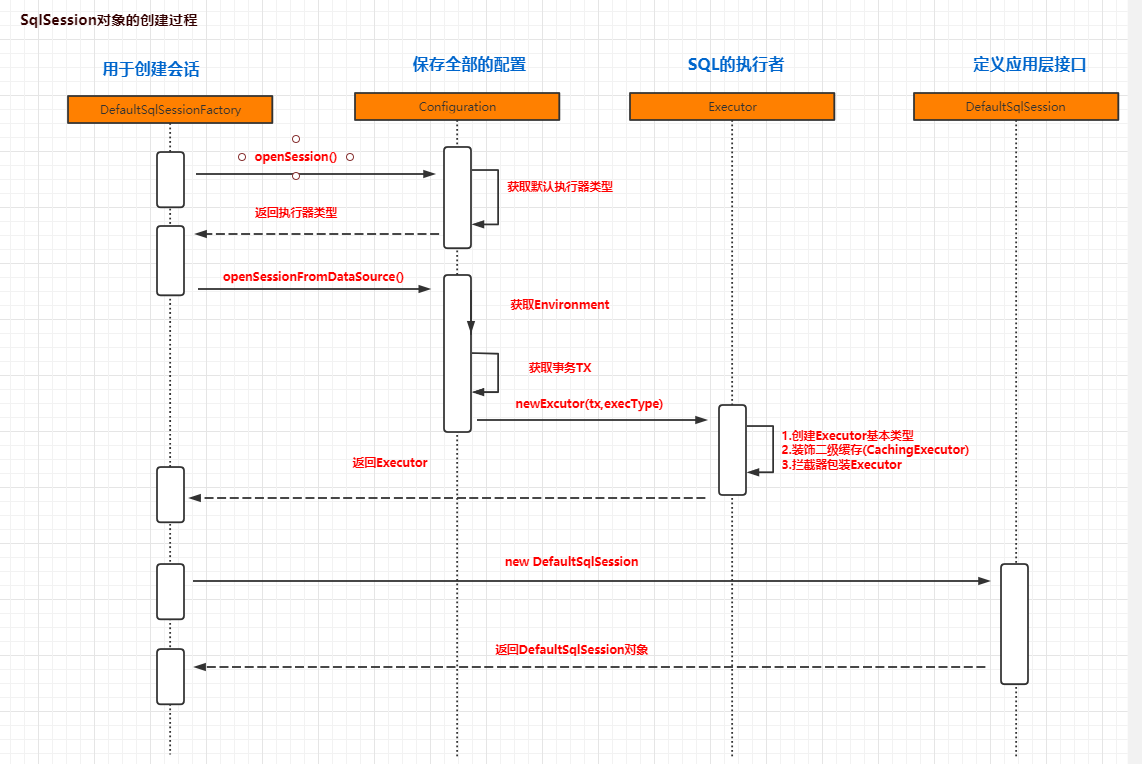 SqlSession对象的创建过程
用于创建会话
保存全部的配置
SQL的执行者
定义应用层接口
DefaultSqlSessionFactory
Configuration
Executor
DefaultSqlSession
openSession()
获取默认执行器类型
返回执行器类型
openSessionFromDataSource()
获取Environment
获取事务TX
newExcutor(tx,execType)
1.创建Executor基本类型
2.装饰二级缓存(CachingExecutor)
3.拦截器包装Executor
返回Executor
new DefaultSqlSession
返回DefaultSqlSession对象